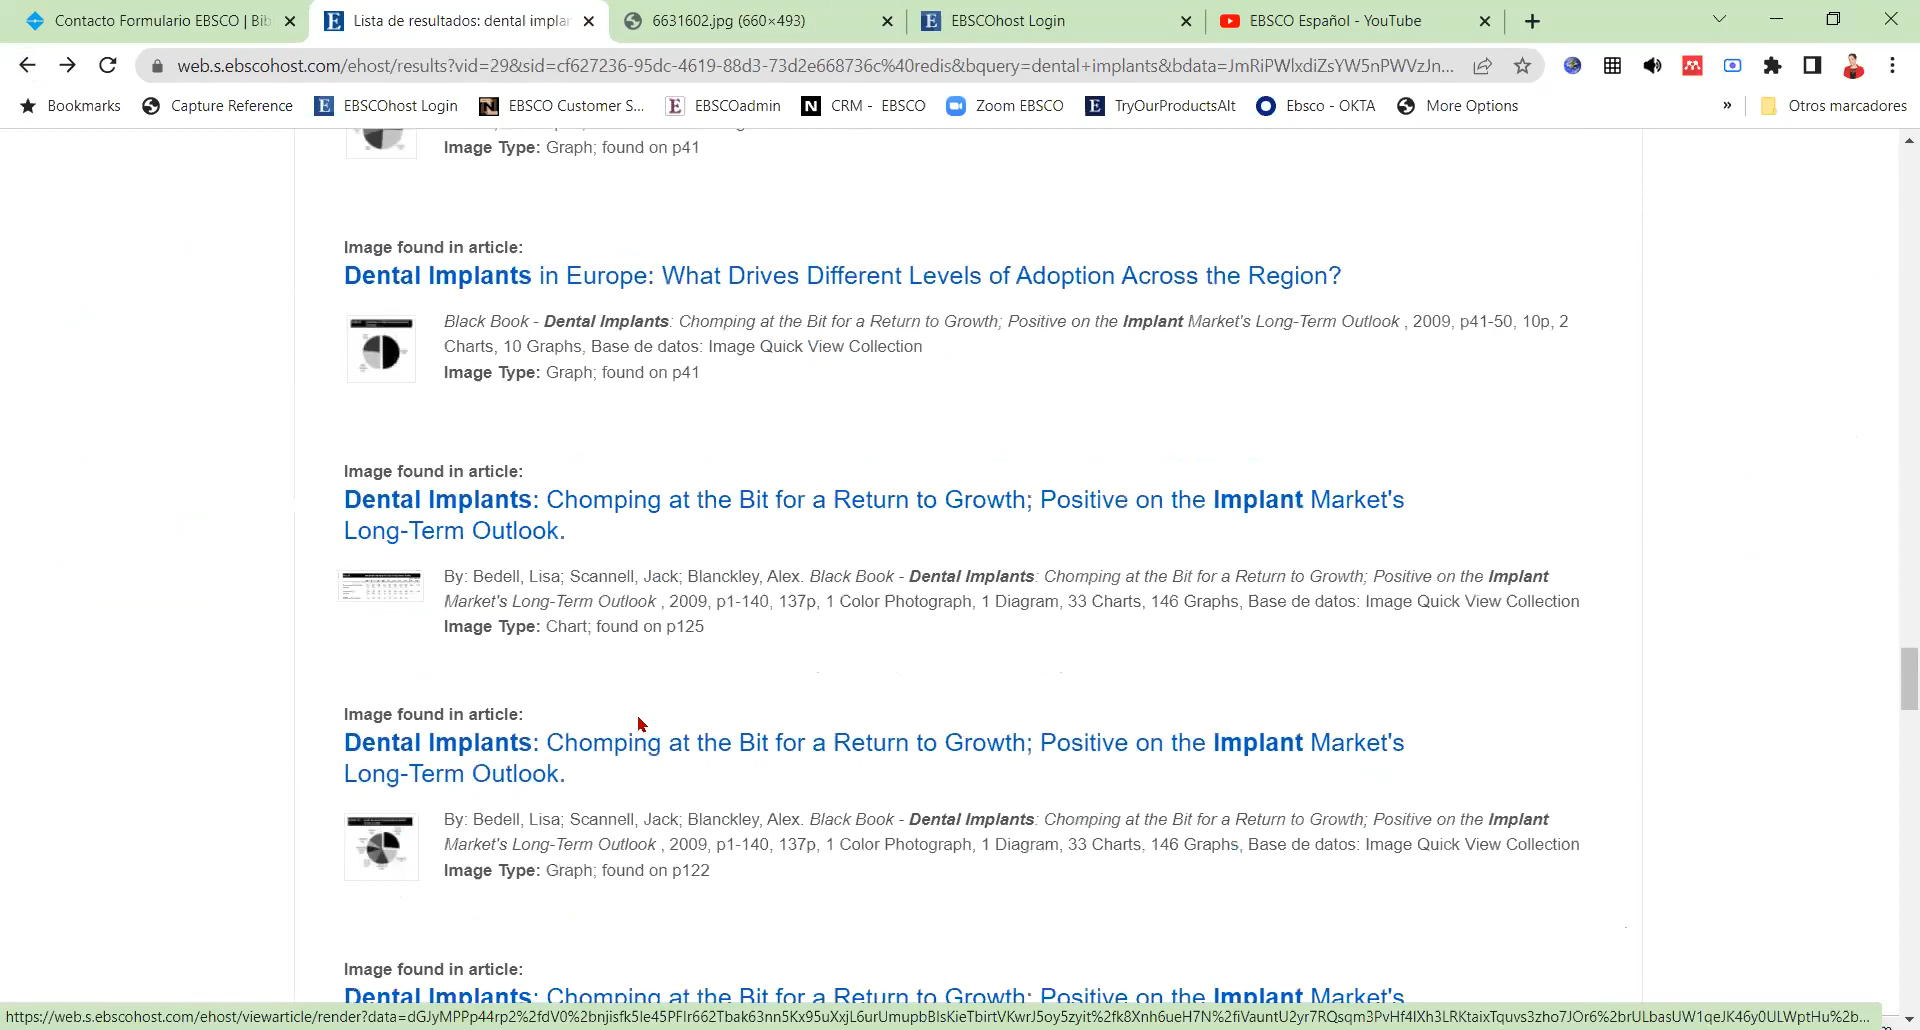 Contacto Formulario EBSCO | Bib
Lista de resultados: dental implan
6631602.jpg (660×493)
EBSCOhost Login
EBSCO Español - YouTube
web.s.ebscohost.com/ehost/results?vid=29&sid=cf627236-95dc-4619-88d3-73d2e668736c%40redis&bquery=dental+implants&bdata=JmRiPWlxdiZsYW5nPWVzJn...
Bookmarks
Capture Reference
EBSCOhost Login
EBSCO Customer S...
EBSCOadmin
CRM - EBSCO
Zoom EBSCO
TryOurProductsAlt
Ebsco - OKTA
More Options
»
Otros marcadores
Image Type: Graph; found on p41
Image found in article:
Dental Implants in Europe: What Drives Different Levels of Adoption Across the Region?
Black Book - Dental Implants: Chomping at the Bit for a Return to Growth; Positive on the Implant Market's Long-Term Outlook , 2009, p41-50, 10p, 2
Charts, 10 Graphs, Base de datos: Image Quick View Collection
Image Type: Graph; found on p41
Image found in article:
Dental Implants: Chomping at the Bit for a Return to Growth; Positive on the Implant Market's
Long-Term Outlook.
By: Bedell, Lisa; Scannell, Jack; Blanckley, Alex. Black Book - Dental Implants: Chomping at the Bit for a Return to Growth; Positive on the Implant
Market's Long-Term Outlook , 2009, p1-140, 137p, 1 Color Photograph, 1 Diagram, 33 Charts, 146 Graphs, Base de datos: Image Quick View Collection
Image Type: Chart; found on p125
Image found in article:
Dental Implants: Chomping at the Bit for a Return to Growth; Positive on the Implant Market's
Long-Term Outlook.
By: Bedell, Lisa; Scannell, Jack; Blanckley, Alex. Black Book - Dental Implants: Chomping at the Bit for a Return to Growth; Positive on the Implant
Market's Long-Term Outlook , 2009, p1-140, 137p, 1 Color Photograph, 1 Diagram, 33 Charts, 146 Graphs, Base de datos: Image Quick View Collection
Image Type: Graph; found on p122
Image found in article:
Dental Implants: Chomping at the Bit for a Return to Growth; Positive on the Implant Market's